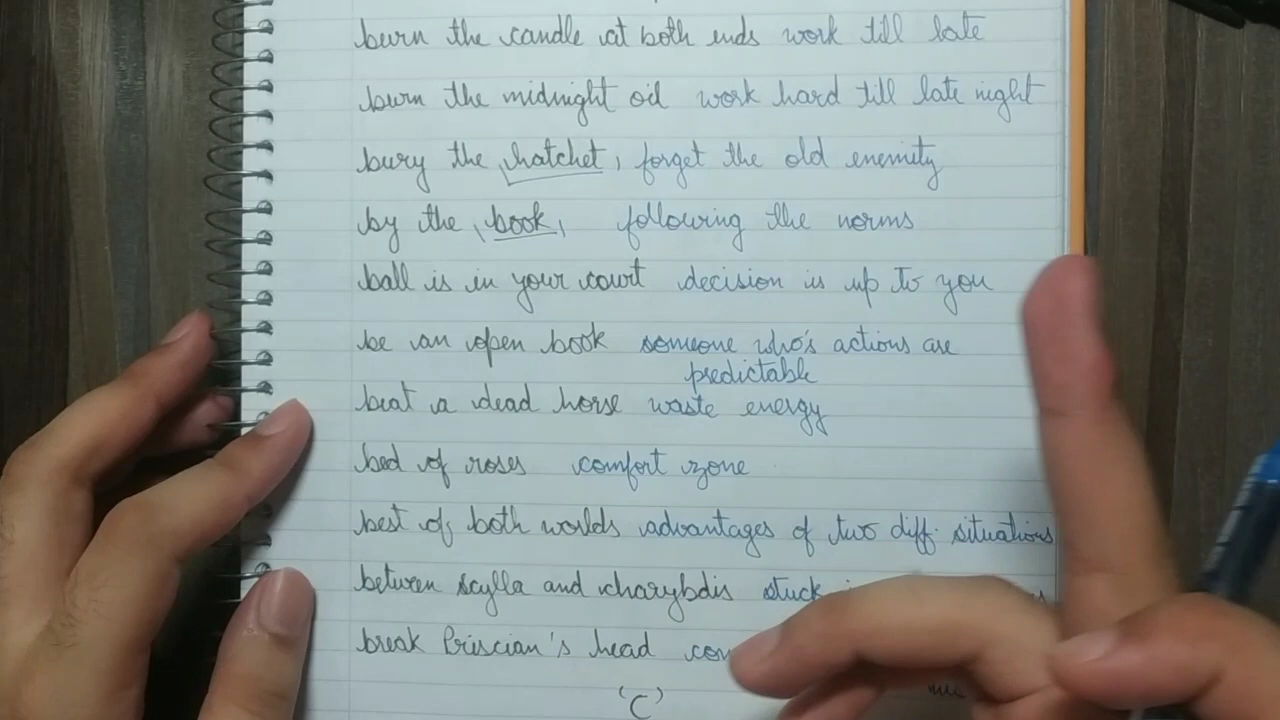 burn the candle at both ends work till late
burn the midnight oil work hard till late night
bury the hatchet, forget the old enemity
by the book, following the norms
ball is in your court decision is up to you
be an open book someone who's actions are
predictable
beat a dead horse waste energy
bed of roses comfort zone
best of both worlds advantages of two diff. situations
between scylla and charybdis stuck
break Priscian's head
'C'